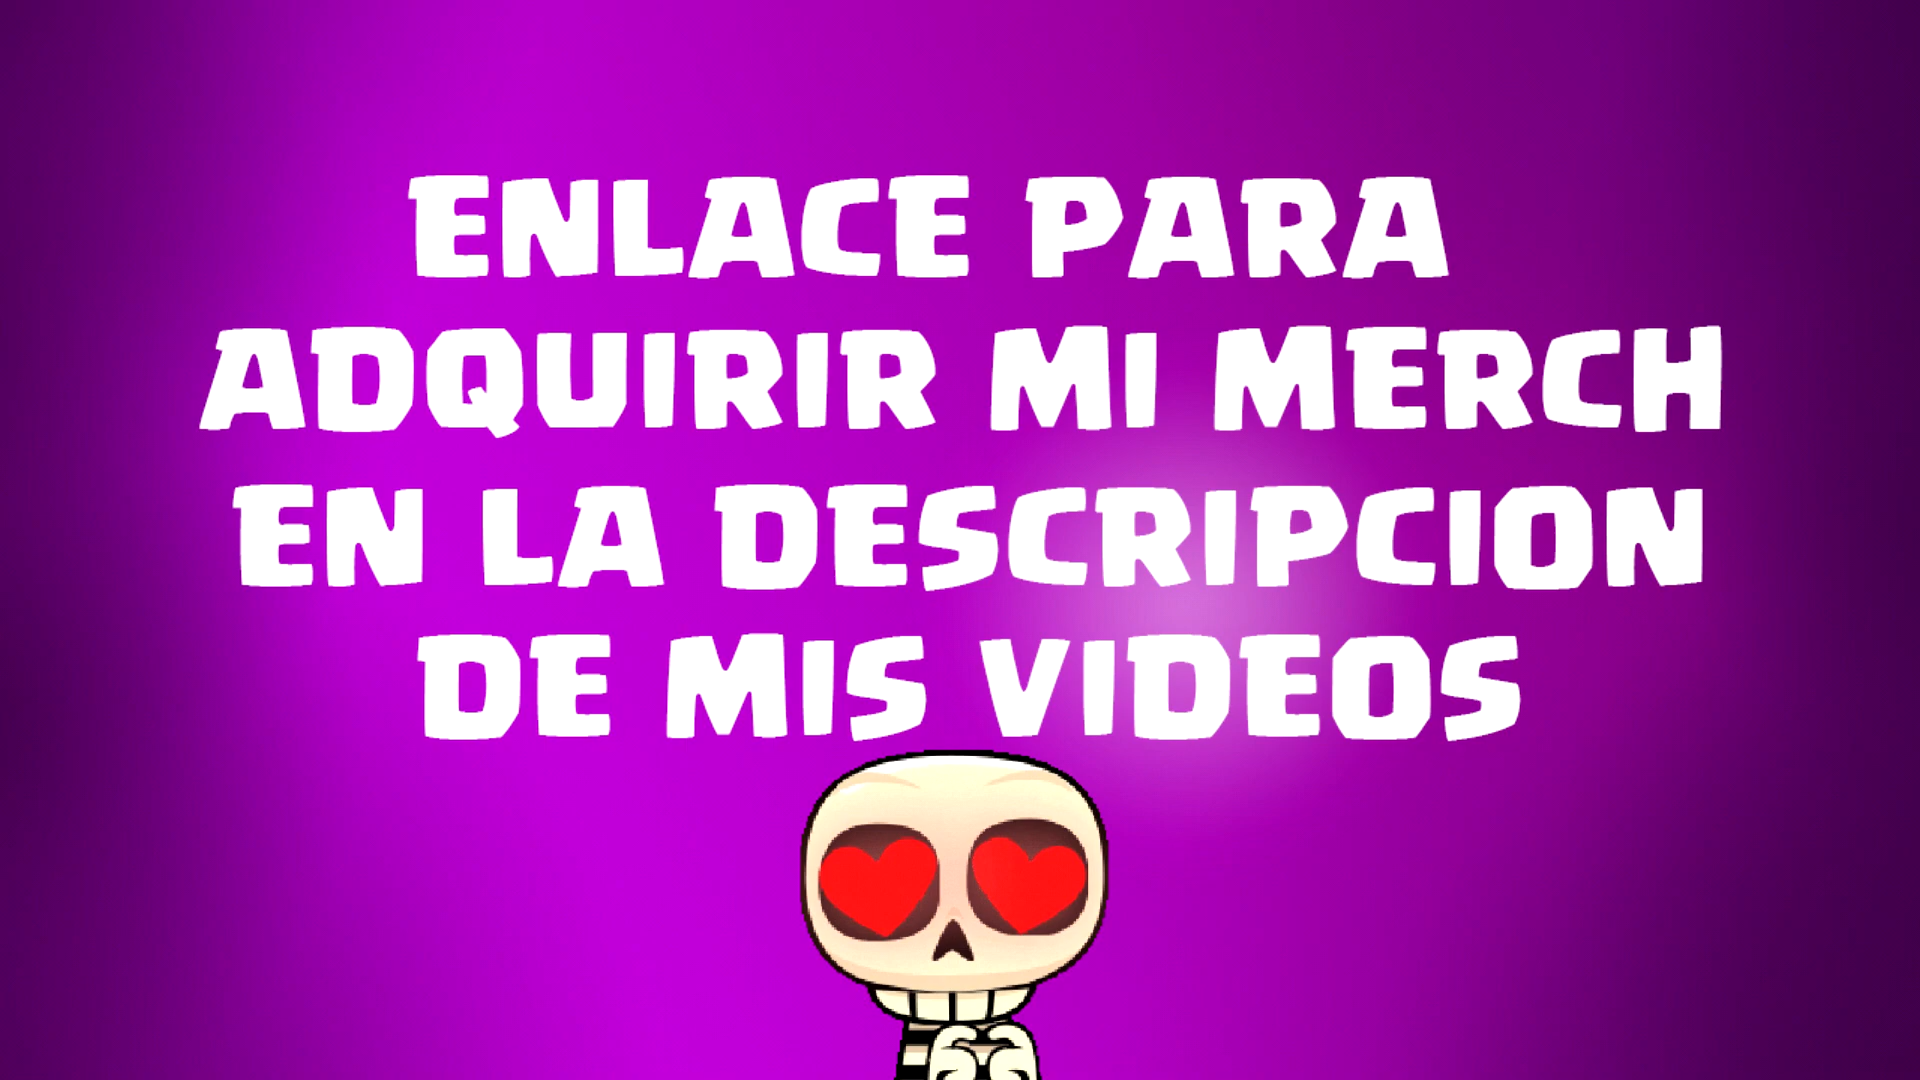 ENLACE PARA
ADQUIRIR MI MERCH
EN LA DESCRIPCION
DE MIS VIDEOS